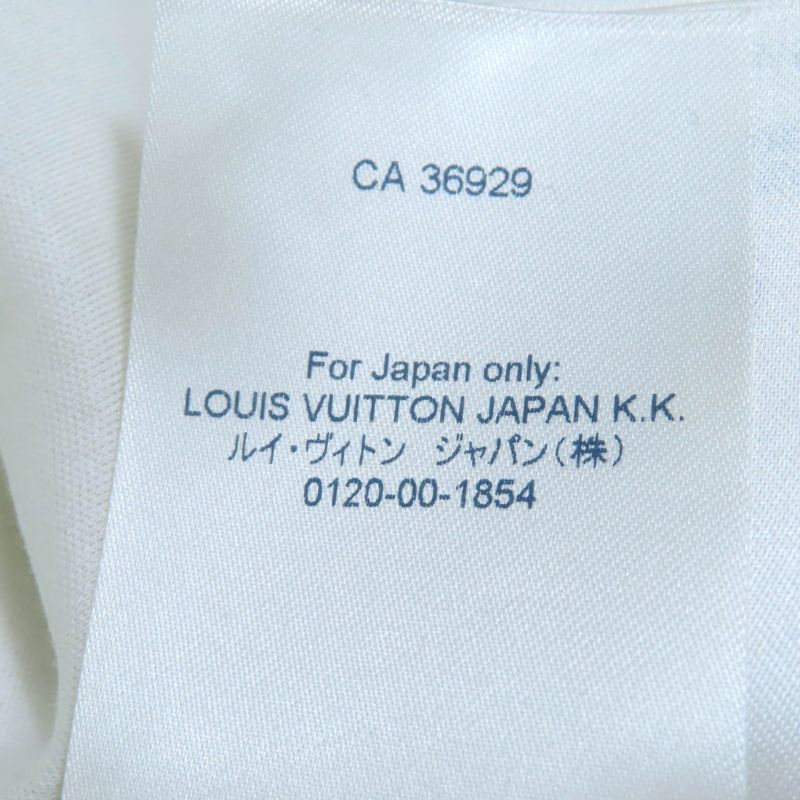 CA 36929
For Japan only:
LOUIS VUITTON JAPAN K.K.
ルイ・ヴィトン ジャパン(株)
0120-00-1854